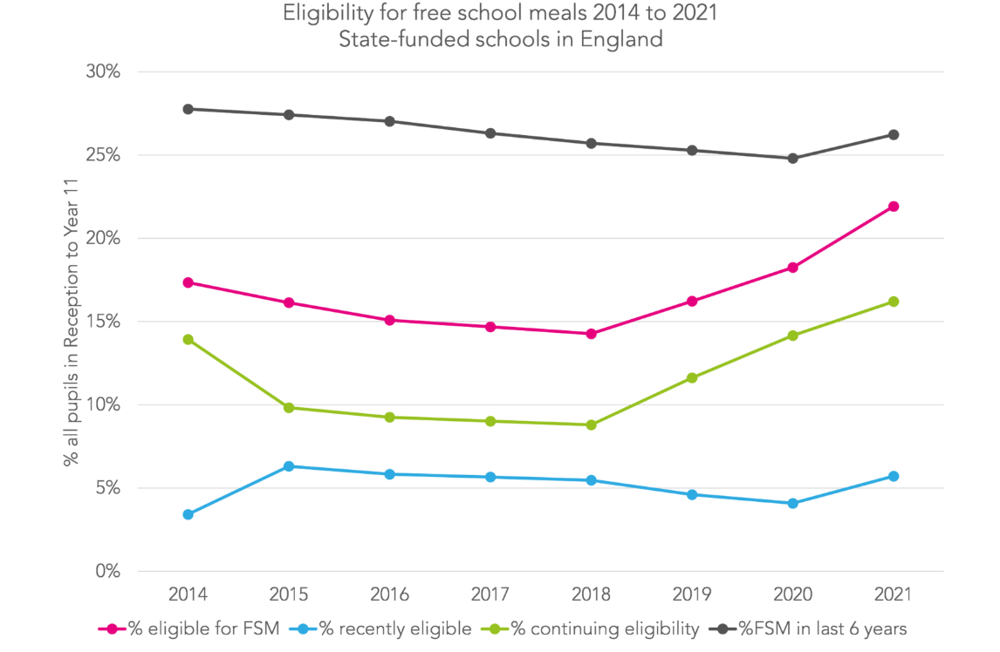 Eligibility for free school meals 2014 to 2021
State-funded schools in England
% all pupils in Reception to Year 11
30%
25%
20%
15%
10%
5%
0%
2014 2015 2016 2017 2018 2019 2020 2021
% eligible for FSM % recently eligible % continuing eligibility %FSM in last 6 years